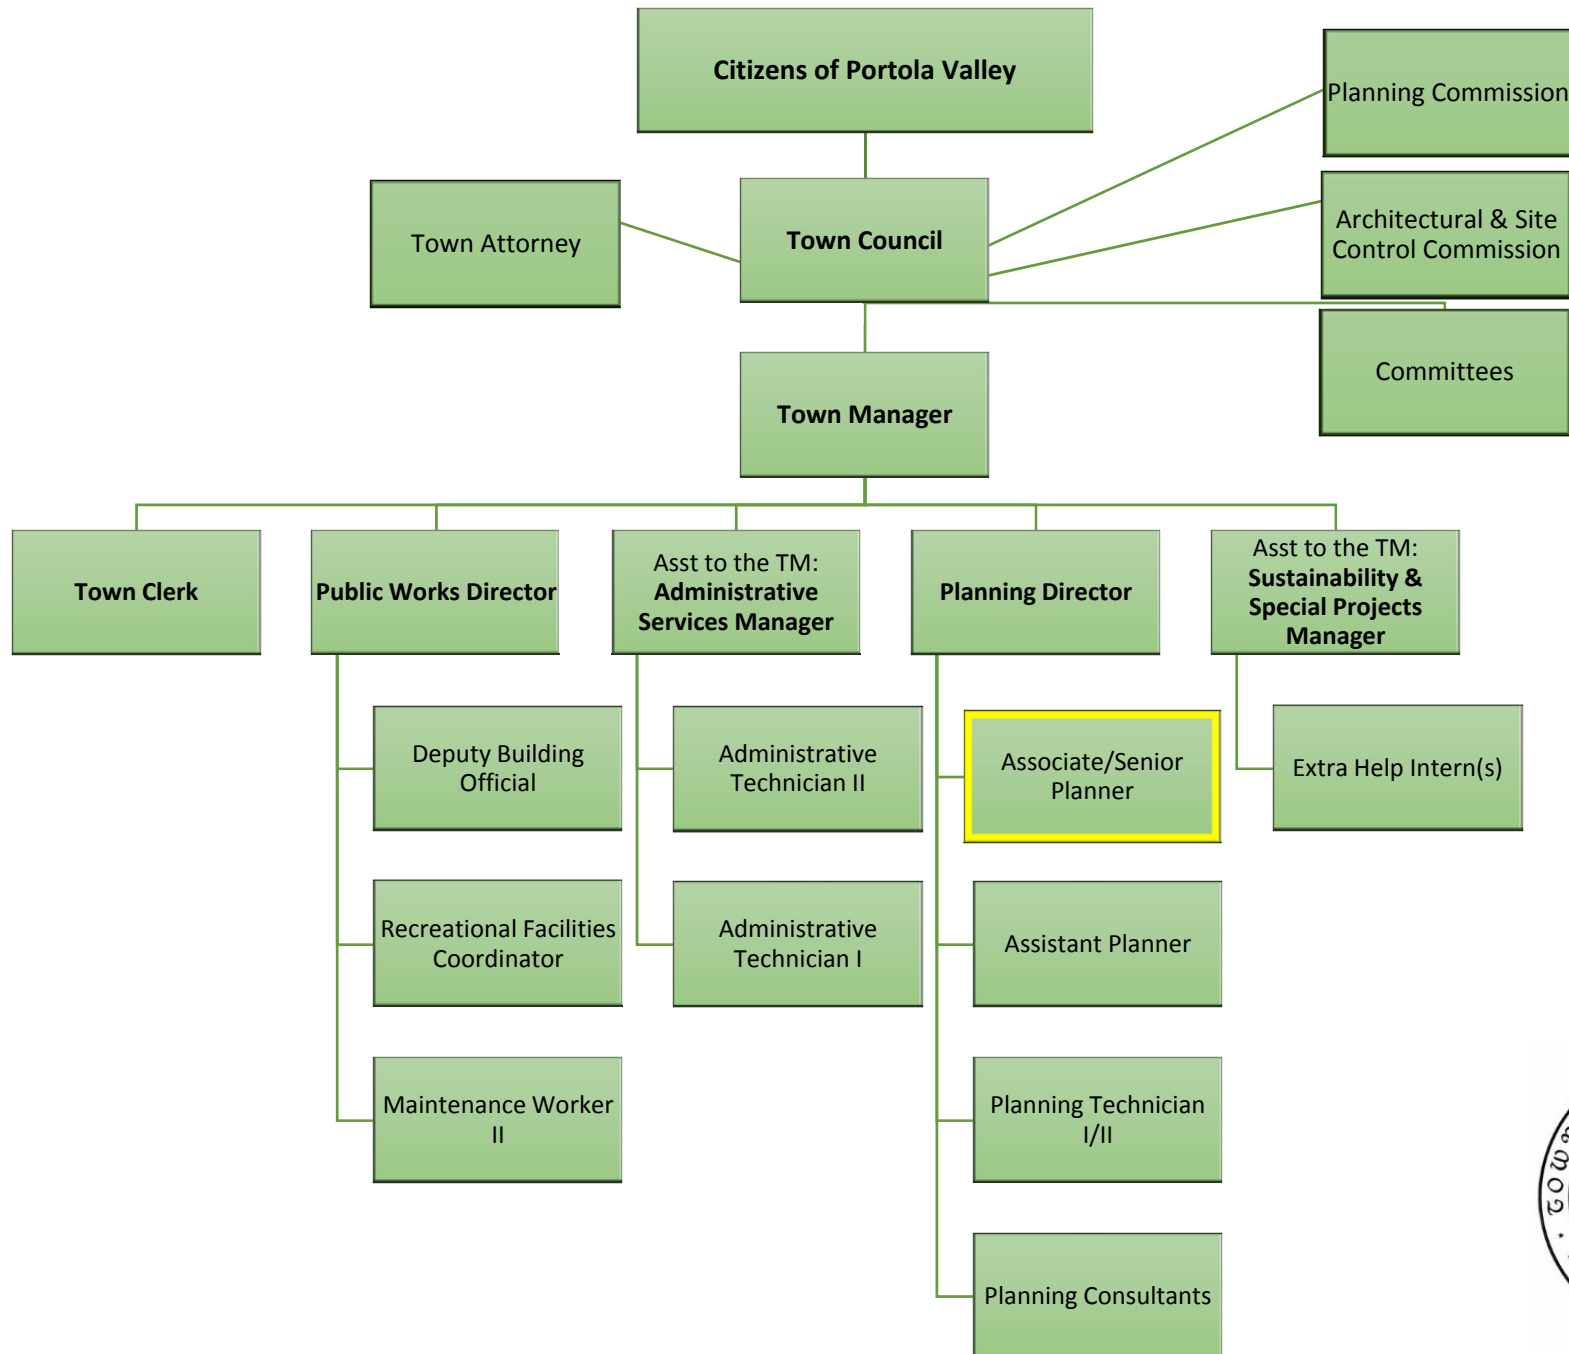 Citizens of Portola Valley
Planning Commission
Town Attorney
Town Council
Architectural & Site
Control Commission
Town Manager
Committees
Town Clerk
Public Works Director
Asst to the TM:
Administrative
Services Manager
Planning Director
Asst to the TM:
Sustainability &
Special Projects
Manager
Deputy Building
Official
Administrative
Technician II
Associate/Senior
Planner
Extra Help Intern(s)
Recreational Facilities
Coordinator
Administrative
Technician I
Assistant Planner
Maintenance Worker
II
Planning Technician
I/II
Planning Consultants
TOWN